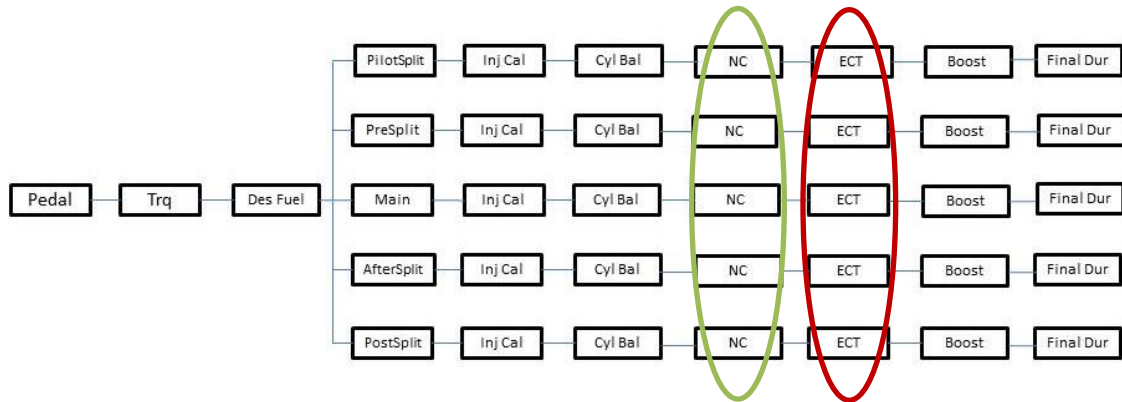 PilotSplit Inj Cal Cyl Bal NC ECT Boost Final Dur
PreSplit Inj Cal Cyl Bal NC ECT Boost Final Dur
Pedal Trq Des Fuel Main Inj Cal Cyl Bal NC ECT Boost Final Dur
AfterSplit Inj Cal Cyl Bal NC ECT Boost Final Dur
PostSplit Inj Cal Cyl Bal NC ECT Boost Final Dur